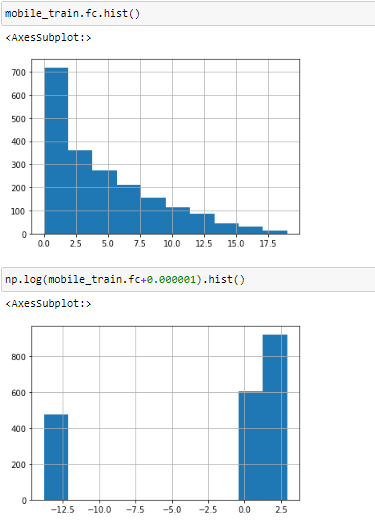 mobile_train.fc.hist()
<AxesSubplot:>
700
600
500
400
300
200
100
0
0.0 2.5 5.0 7.5 10.0 12.5 15.0 17.5
np.log(mobile_train.fc+0.000001).hist()
<AxesSubplot:>
800
600
400
200
0
−12.5 −10.0 −7.5 −5.0 −2.5 0.0 2.5